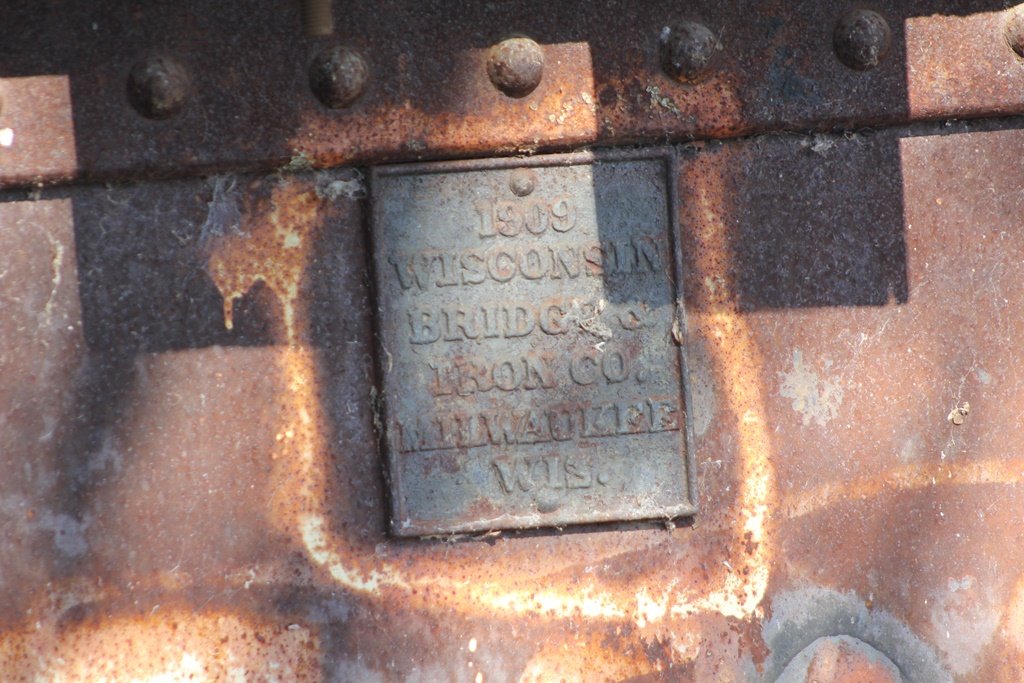 1909
WISCONSIN
BRIDGE &
IRON CO.
MILWAUKEE
WIS.